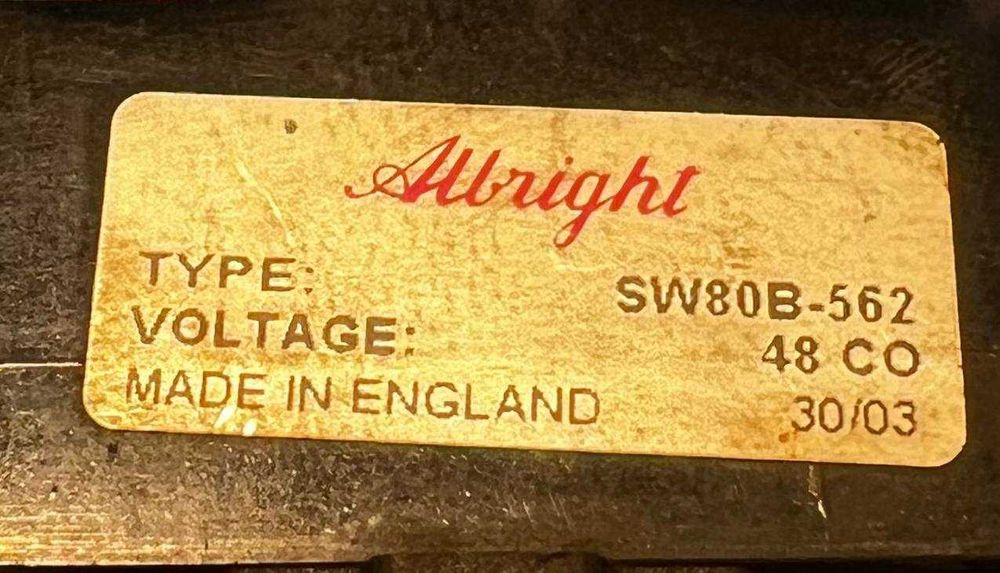 Albright
TYPE: SW80B-562
VOLTAGE: 48 CO
MADE IN ENGLAND 30/03